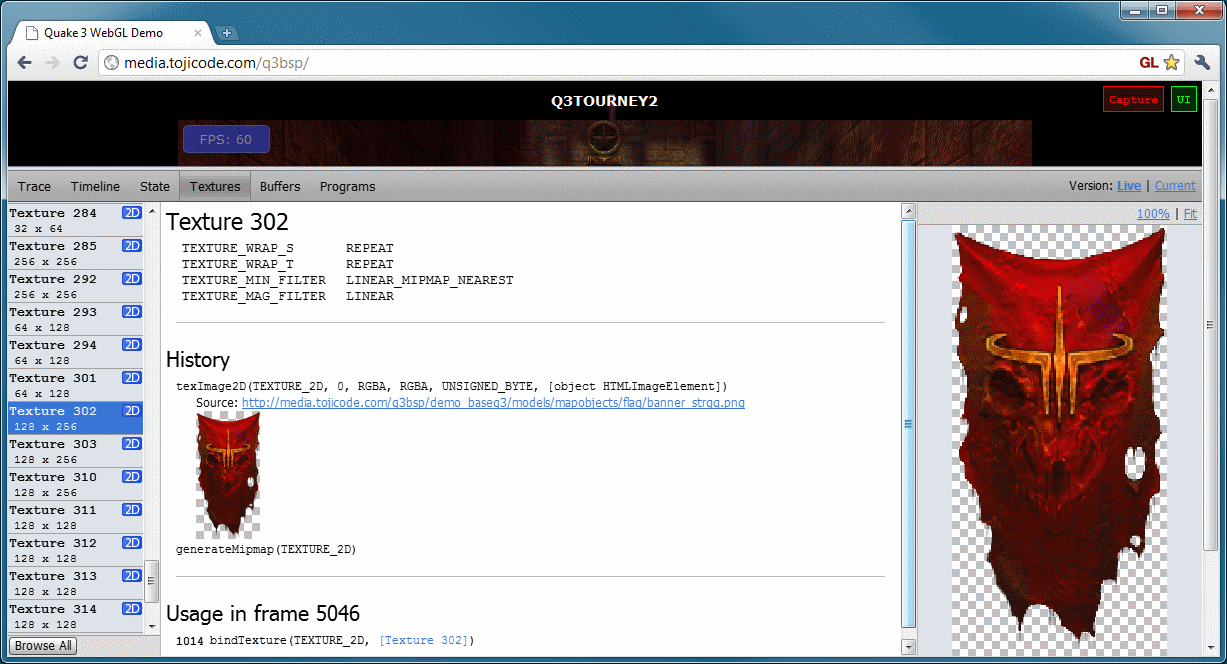 Quake 3 WebGL Demo
media.tojicode.com/q3bsp/
GL
Q3TOURNEY2
Capture UI
FPS: 60
Trace Timeline State Textures Buffers Programs Version: Live | Current
100% | Fit
Texture 284 2D
32 x 64
Texture 285 2D
256 x 256
Texture 292 2D
256 x 256
Texture 293 2D
64 x 128
Texture 294 2D
64 x 128
Texture 301 2D
64 x 128
Texture 302 2D
128 x 256
Texture 303 2D
128 x 256
Texture 310 2D
128 x 256
Texture 311 2D
128 x 128
Texture 312 2D
128 x 128
Texture 313 2D
128 x 128
Texture 314 2D
128 x 128
Browse All
Texture 302
TEXTURE_WRAP_S REPEAT
TEXTURE_WRAP_T REPEAT
TEXTURE_MIN_FILTER LINEAR_MIPMAP_NEAREST
TEXTURE_MAG_FILTER LINEAR
History
texImage2D(TEXTURE_2D, 0, RGBA, RGBA, UNSIGNED_BYTE, [object HTMLImageElement])
Source: http://media.tojicode.com/q3bsp/demo_baseq3/models/mapobjects/flag/banner_strgg.png
generateMipmap(TEXTURE_2D)
Usage in frame 5046
1014 bindTexture(TEXTURE_2D, [Texture 302])